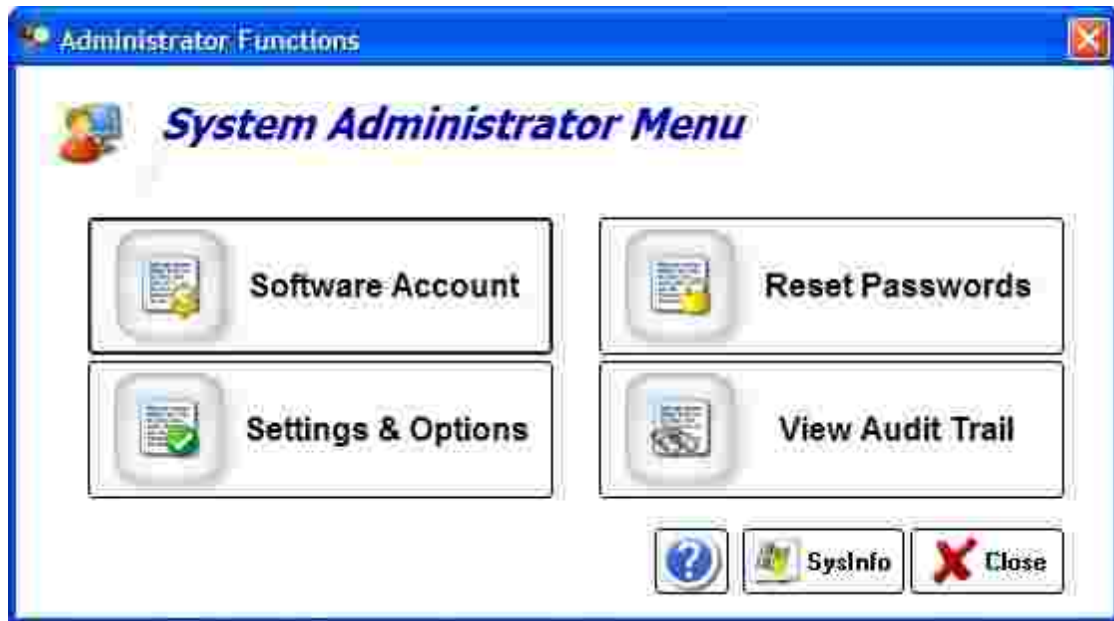 Administrator Functions
System Administrator Menu
Software Account
Reset Passwords
Settings & Options
View Audit Trail
SysInfo
Close